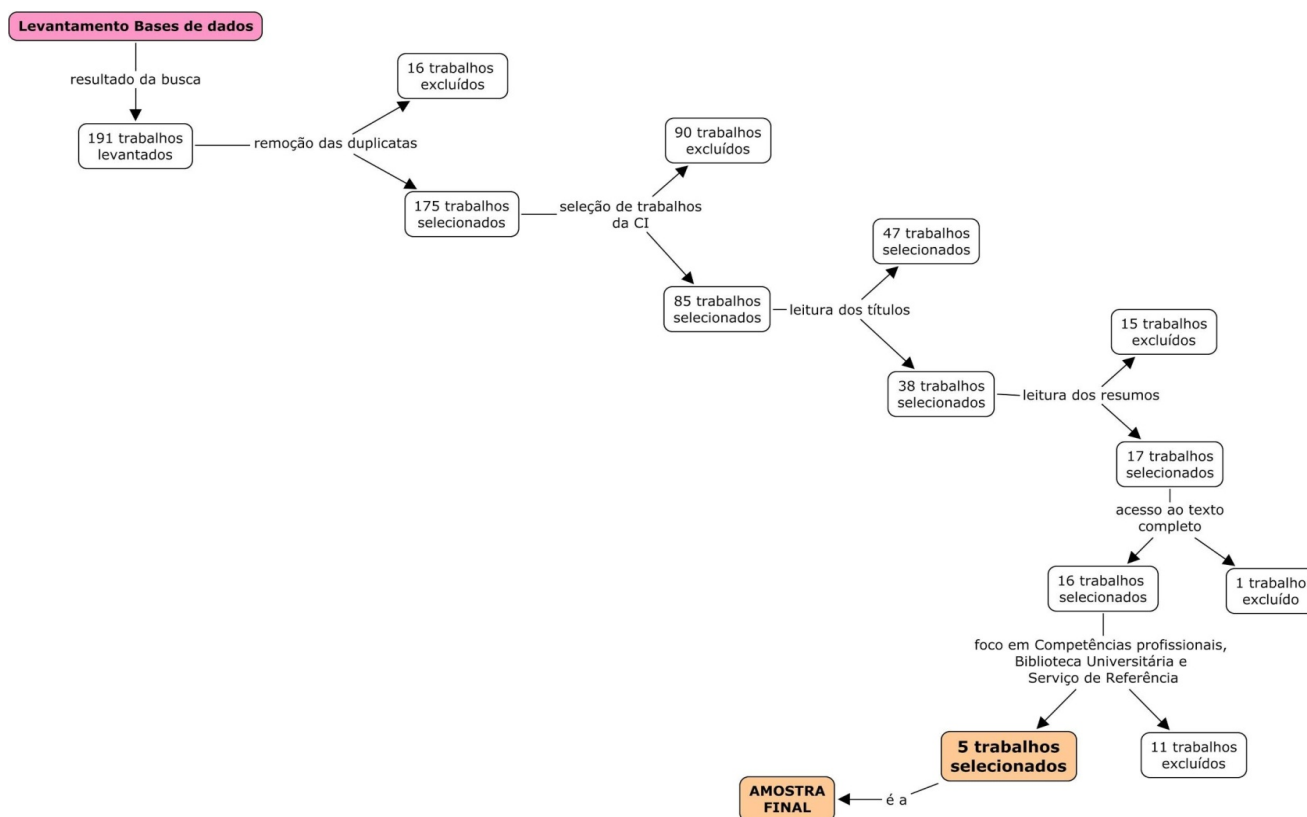 Levantamento Bases de dados
resultado da busca
191 trabalhos
levantados
remoção das duplicatas
16 trabalhos
excluídos
175 trabalhos
selecionados
seleção de trabalhos
da CI
90 trabalhos
excluídos
85 trabalhos
selecionados
leitura dos títulos
47 trabalhos
selecionados
38 trabalhos
selecionados
leitura dos resumos
15 trabalhos
excluídos
17 trabalhos
selecionados
acesso ao texto
completo
16 trabalhos
selecionados
1 trabalho
excluído
foco em Competências profissionais,
Biblioteca Universitária e
Serviço de Referência
5 trabalhos
selecionados
11 trabalhos
excluídos
é a
AMOSTRA
FINAL